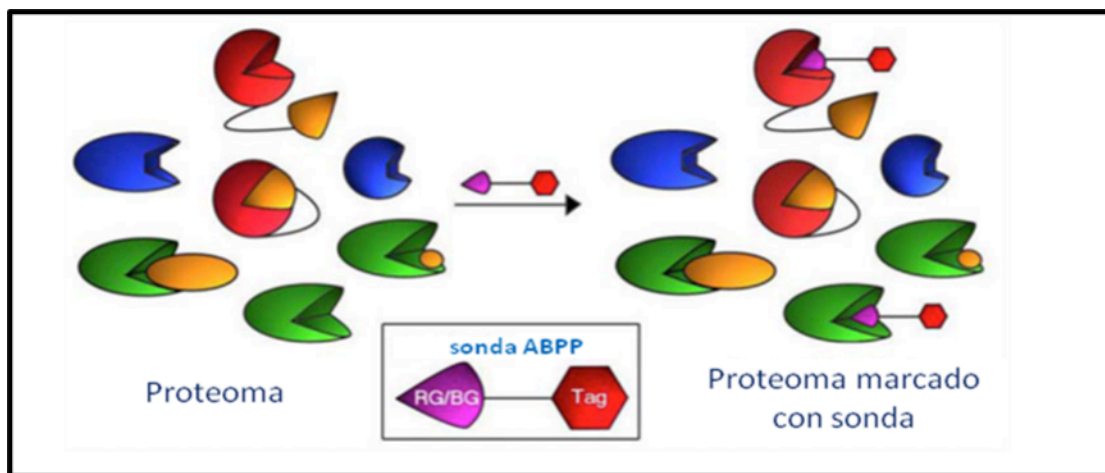 sonda ABPP
RG/BG
Tag
Proteoma
Proteoma marcado
con sonda